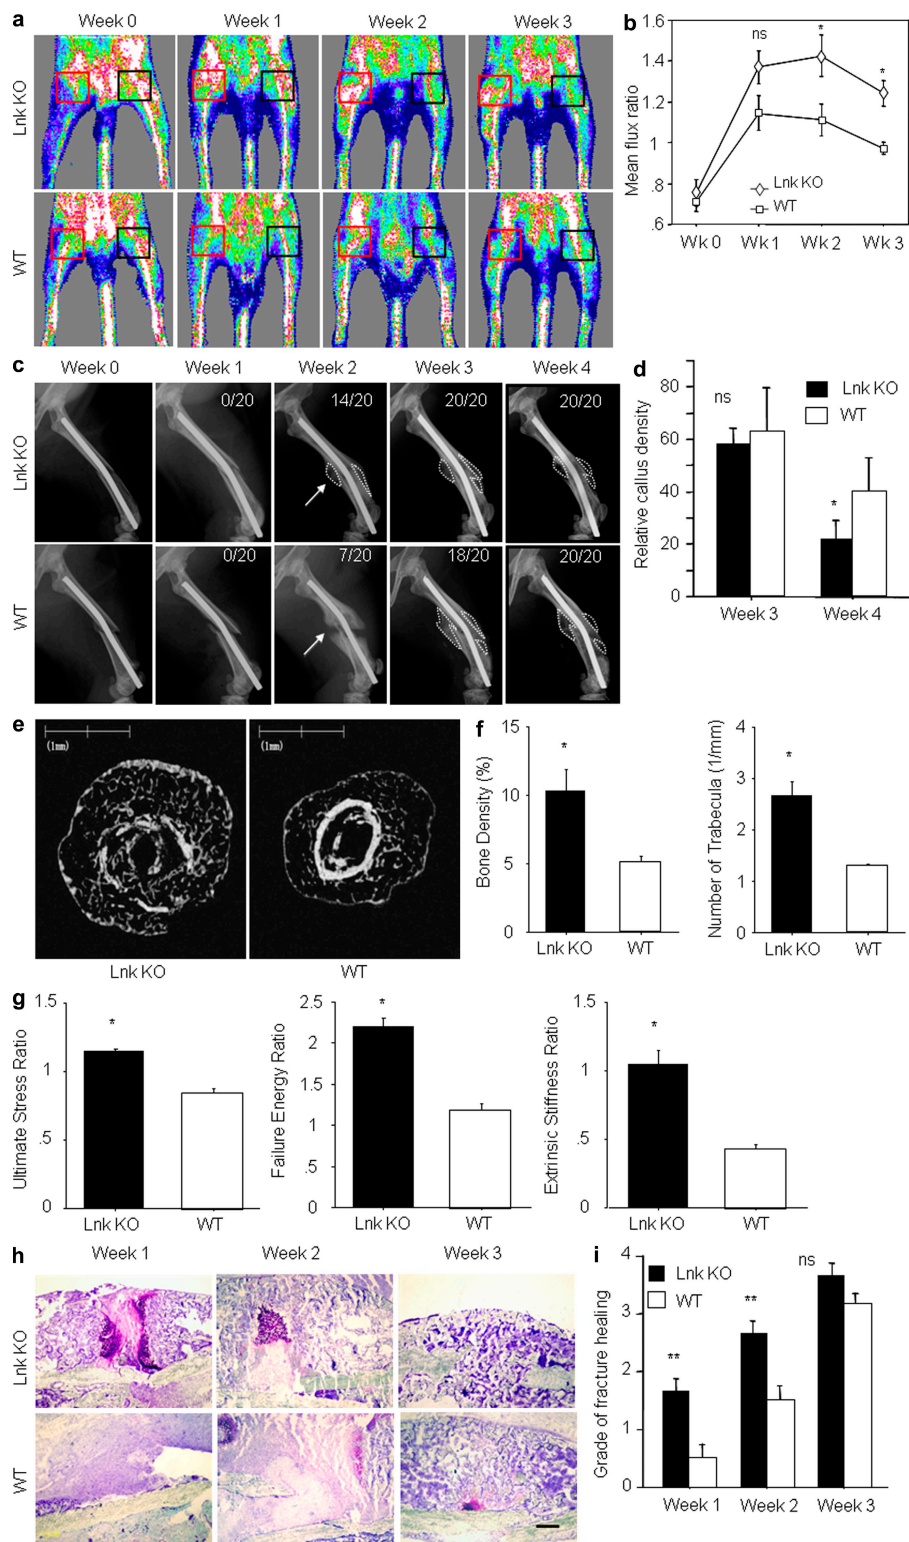 a Week 0 Week 1 Week 2 Week 3
Lnk KO
WT
b
Mean flux ratio
1.6
1.4
1.2
1
.8
.6
ns
*
*
Lnk KO
WT
Wk 0 Wk 1 Wk 2 Wk 3
c Week 0 Week 1 Week 2 Week 3 Week 4
Lnk KO
0/20 14/20 20/20 20/20
WT
0/20 7/20 18/20 20/20
d
Relative callus density
80
60
40
20
0
ns
*
Lnk KO
WT
Week 3 Week 4
e
(1mm) (1mm)
Lnk KO WT
f
Bone Density (%)
15
10
5
0
*
Lnk KO WT
Number of Trabecula (1/mm)
4
3
2
1
0
*
Lnk KO WT
g
Ultimate Stress Ratio
1.5
1
.5
0
*
Lnk KO WT
Failure Energy Ratio
2.5
2
1.5
1
.5
0
*
Lnk KO WT
Extrinsic Stiffness Ratio
1.5
1
.5
0
*
Lnk KO WT
h Week 1 Week 2 Week 3
Lnk KO
WT
i
Grade of fracture healing
4
3
2
1
0
Lnk KO
WT
**
**
ns
Week 1 Week 2 Week 3